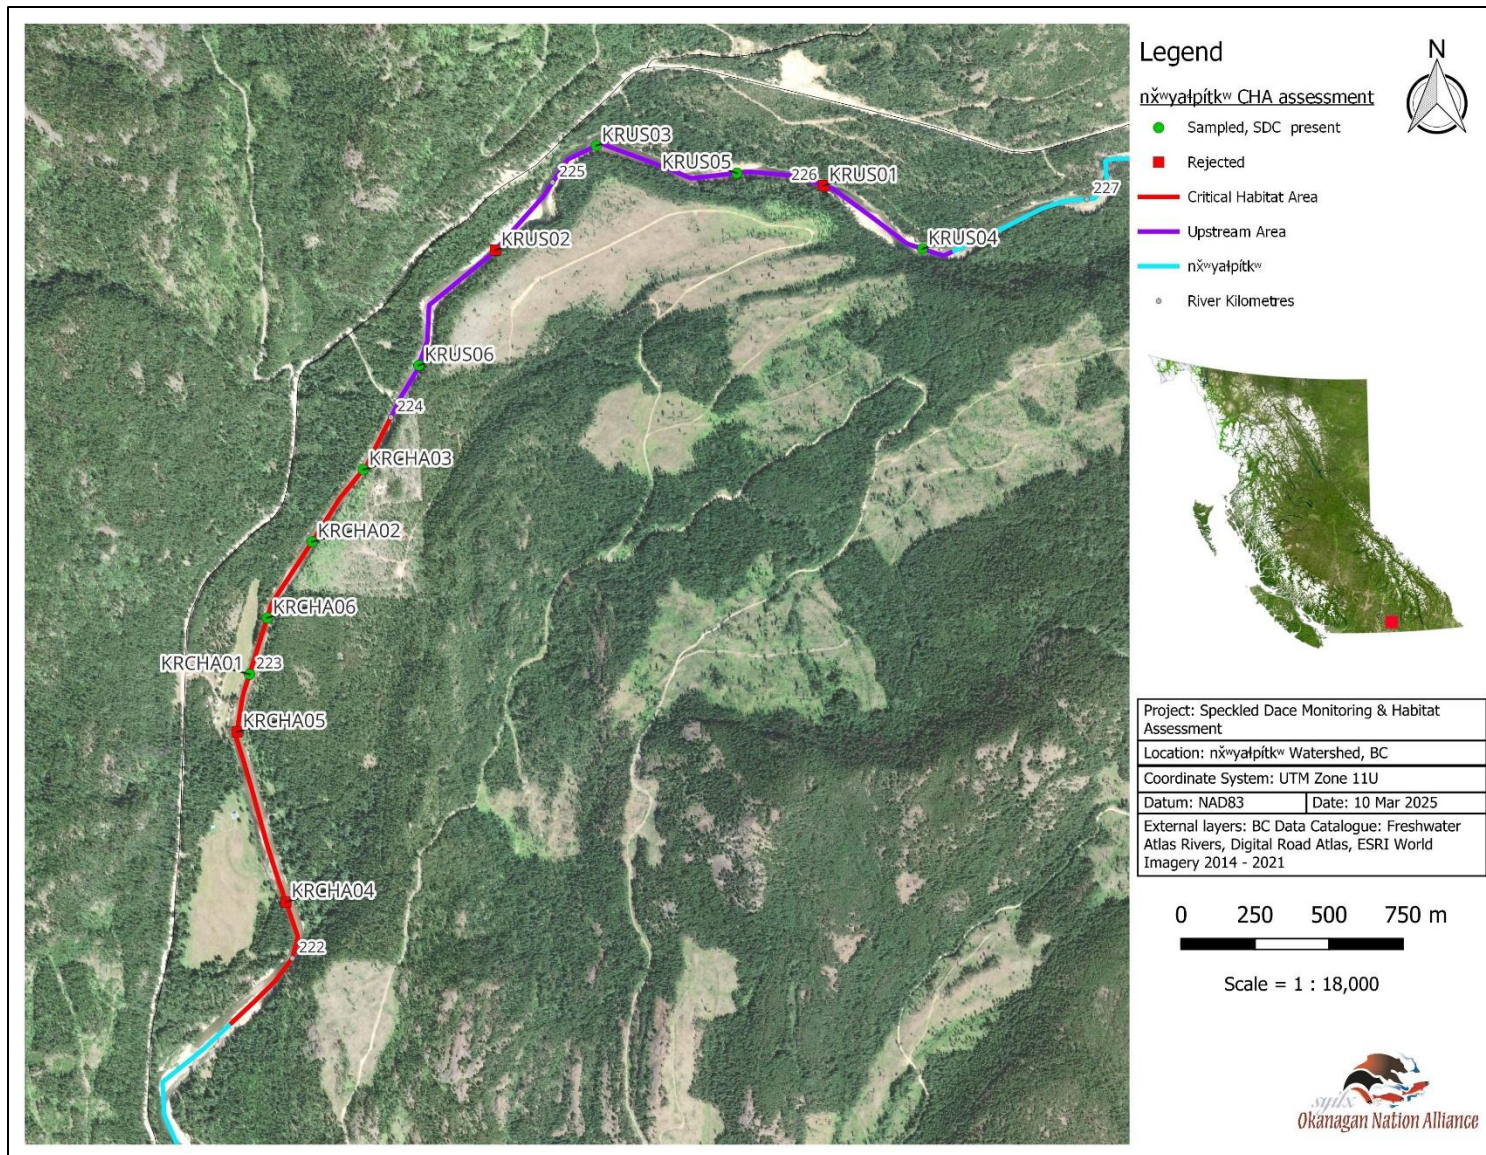 KRUS03
KRUS05
225
226
KRUS01
227
KRUS02
KRUS04
KRUS06
224
KRCHA03
KRCHA02
KRCHA06
KRCHA01
223
KRCHA05
KRCHA04
222
Legend
N
nx̌ʷyaɬpítkʷ CHA assessment
Sampled, SDC present
Rejected
Critical Habitat Area
Upstream Area
nx̌ʷyaɬpítkʷ
River Kilometres
Project: Speckled Dace Monitoring & Habitat
Assessment
Location: nx̌ʷyaɬpítkʷ Watershed, BC
Coordinate System: UTM Zone 11U
Datum: NAD83
Date: 10 Mar 2025
External layers: BC Data Catalogue: Freshwater
Atlas Rivers, Digital Road Atlas, ESRI World
Imagery 2014 - 2021
0 250 500 750 m
Scale = 1 : 18,000
syilx
Okanagan Nation Alliance